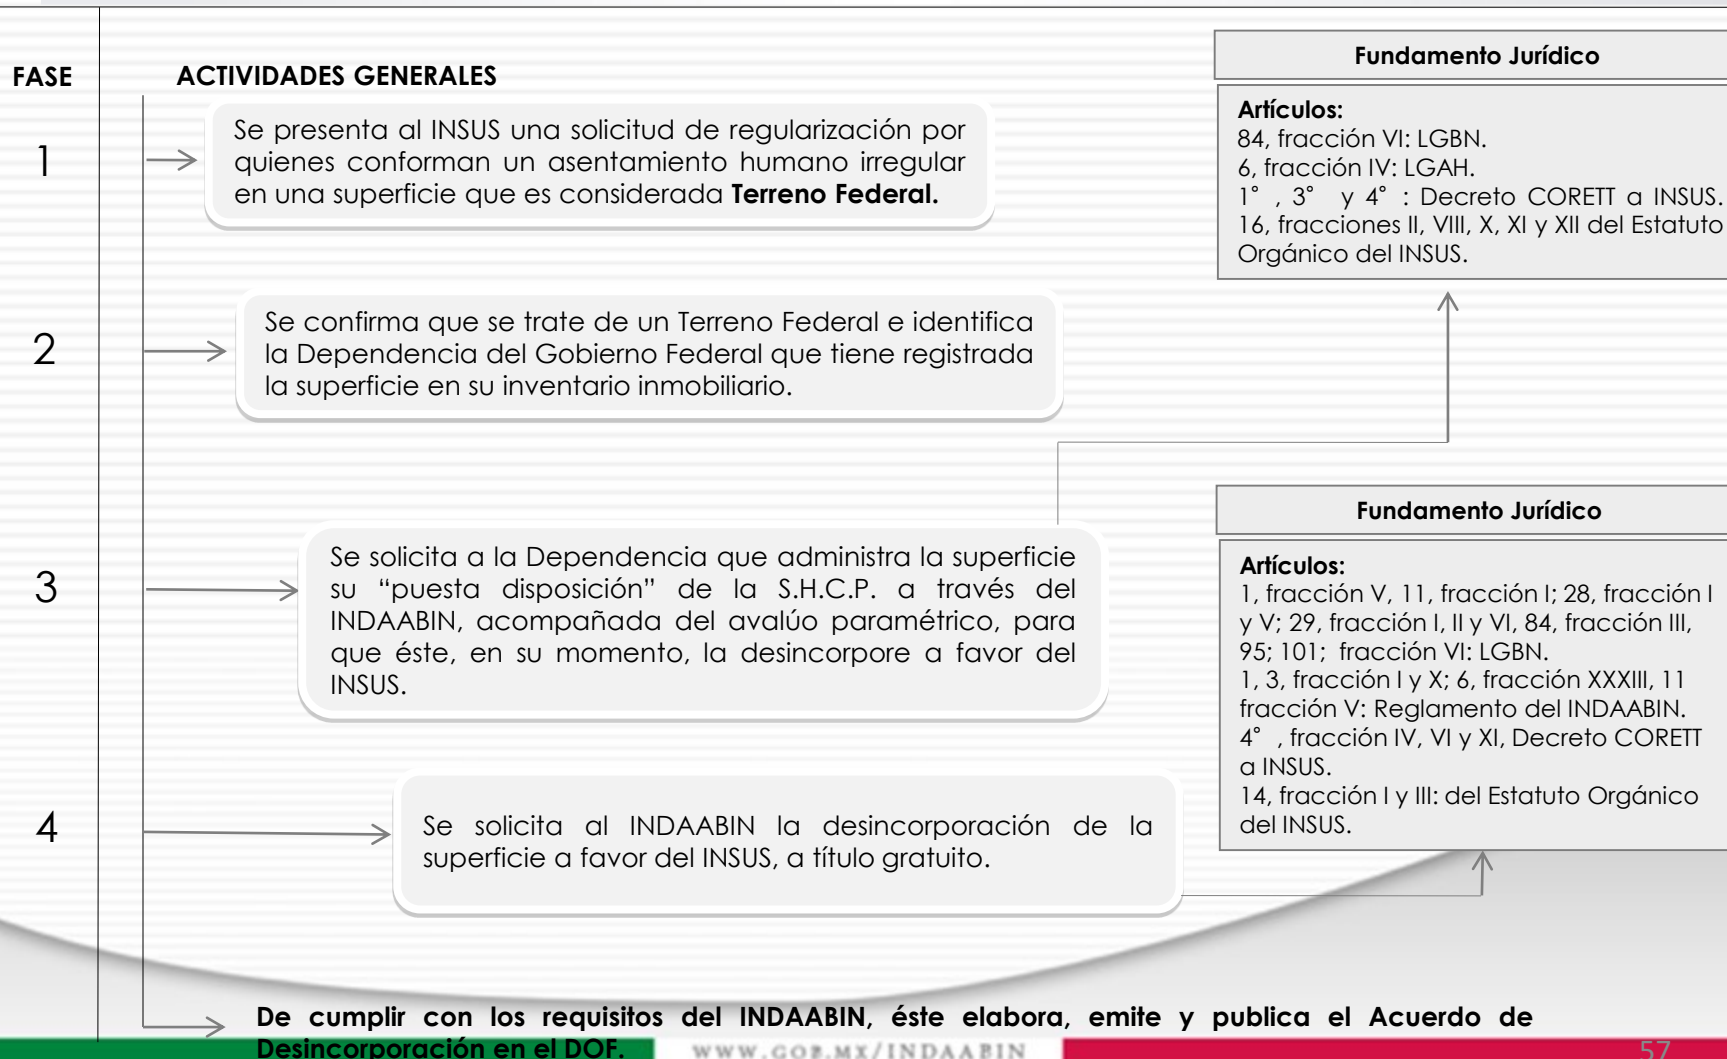 FASE
ACTIVIDADES GENERALES
1
Se presenta al INSUS una solicitud de regularización por
quienes conforman un asentamiento humano irregular
en una superficie que es considerada Terreno Federal.
Fundamento Jurídico
Artículos:
84, fracción VI: LGBN.
6, fracción IV: LGAH.
1° , 3° y 4° : Decreto CORETT a INSUS.
16, fracciones II, VIII, X, XI y XII del Estatuto
Orgánico del INSUS.
2
Se confirma que se trate de un Terreno Federal e identifica
la Dependencia del Gobierno Federal que tiene registrada
la superficie en su inventario inmobiliario.
3
Se solicita a la Dependencia que administra la superficie
su “puesta disposición” de la S.H.C.P. a través del
INDAABIN, acompañada del avalúo paramétrico, para
que éste, en su momento, la desincorpore a favor del
INSUS.
Fundamento Jurídico
Artículos:
1, fracción V, 11, fracción I; 28, fracción I
y V; 29, fracción I, II y VI, 84, fracción III,
95; 101; fracción VI: LGBN.
1, 3, fracción I y X; 6, fracción XXXIII, 11
fracción V: Reglamento del INDAABIN.
4° , fracción IV, VI y XI, Decreto CORETT
a INSUS.
14, fracción I y III: del Estatuto Orgánico
del INSUS.
4
Se solicita al INDAABIN la desincorporación de la
superficie a favor del INSUS, a título gratuito.
De cumplir con los requisitos del INDAABIN, éste elabora, emite y publica el Acuerdo de
Desincorporación en el DOF.
WWW.GOB.MX/INDAABIN
57